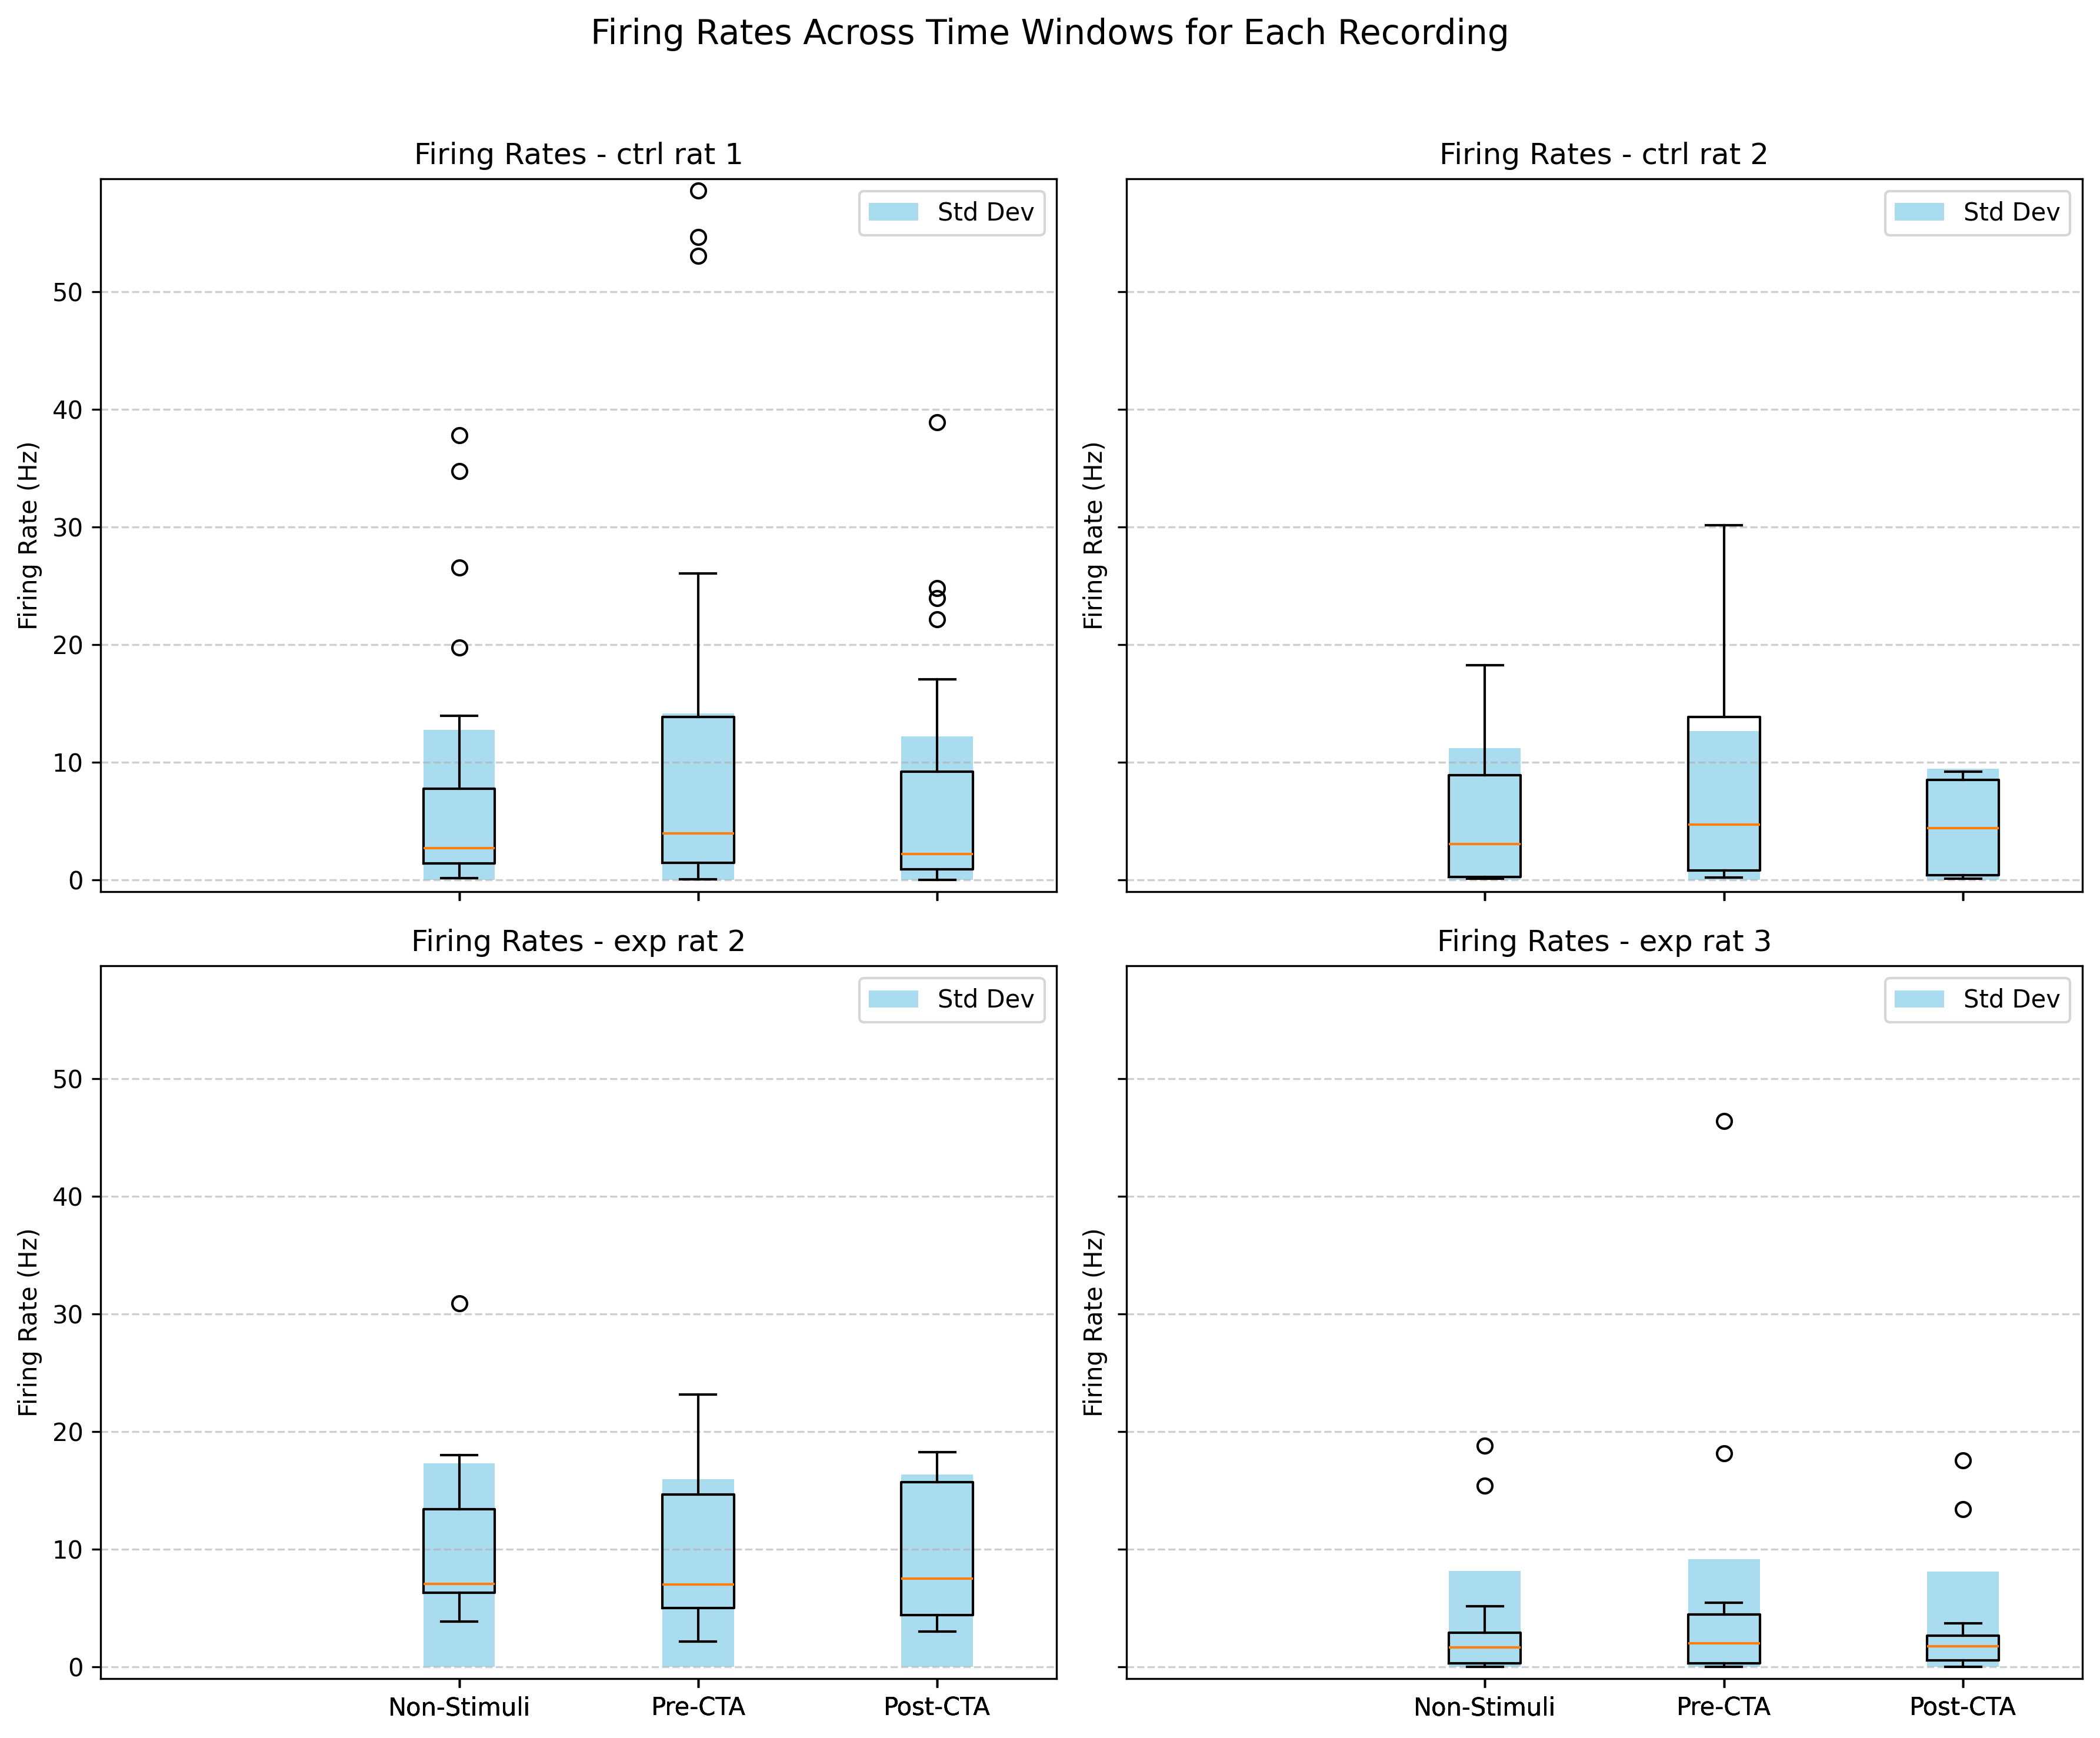 Firing Rates Across Time Windows for Each Recording
Firing Rates - ctrl rat 1
Std Dev
Firing Rate (Hz)
50
40
30
20
10
0
Firing Rates - ctrl rat 2
Std Dev
Firing Rate (Hz)
Firing Rates - exp rat 2
Std Dev
Firing Rate (Hz)
50
40
30
20
10
0
Non-Stimuli
Pre-CTA
Post-CTA
Firing Rates - exp rat 3
Std Dev
Firing Rate (Hz)
Non-Stimuli
Pre-CTA
Post-CTA